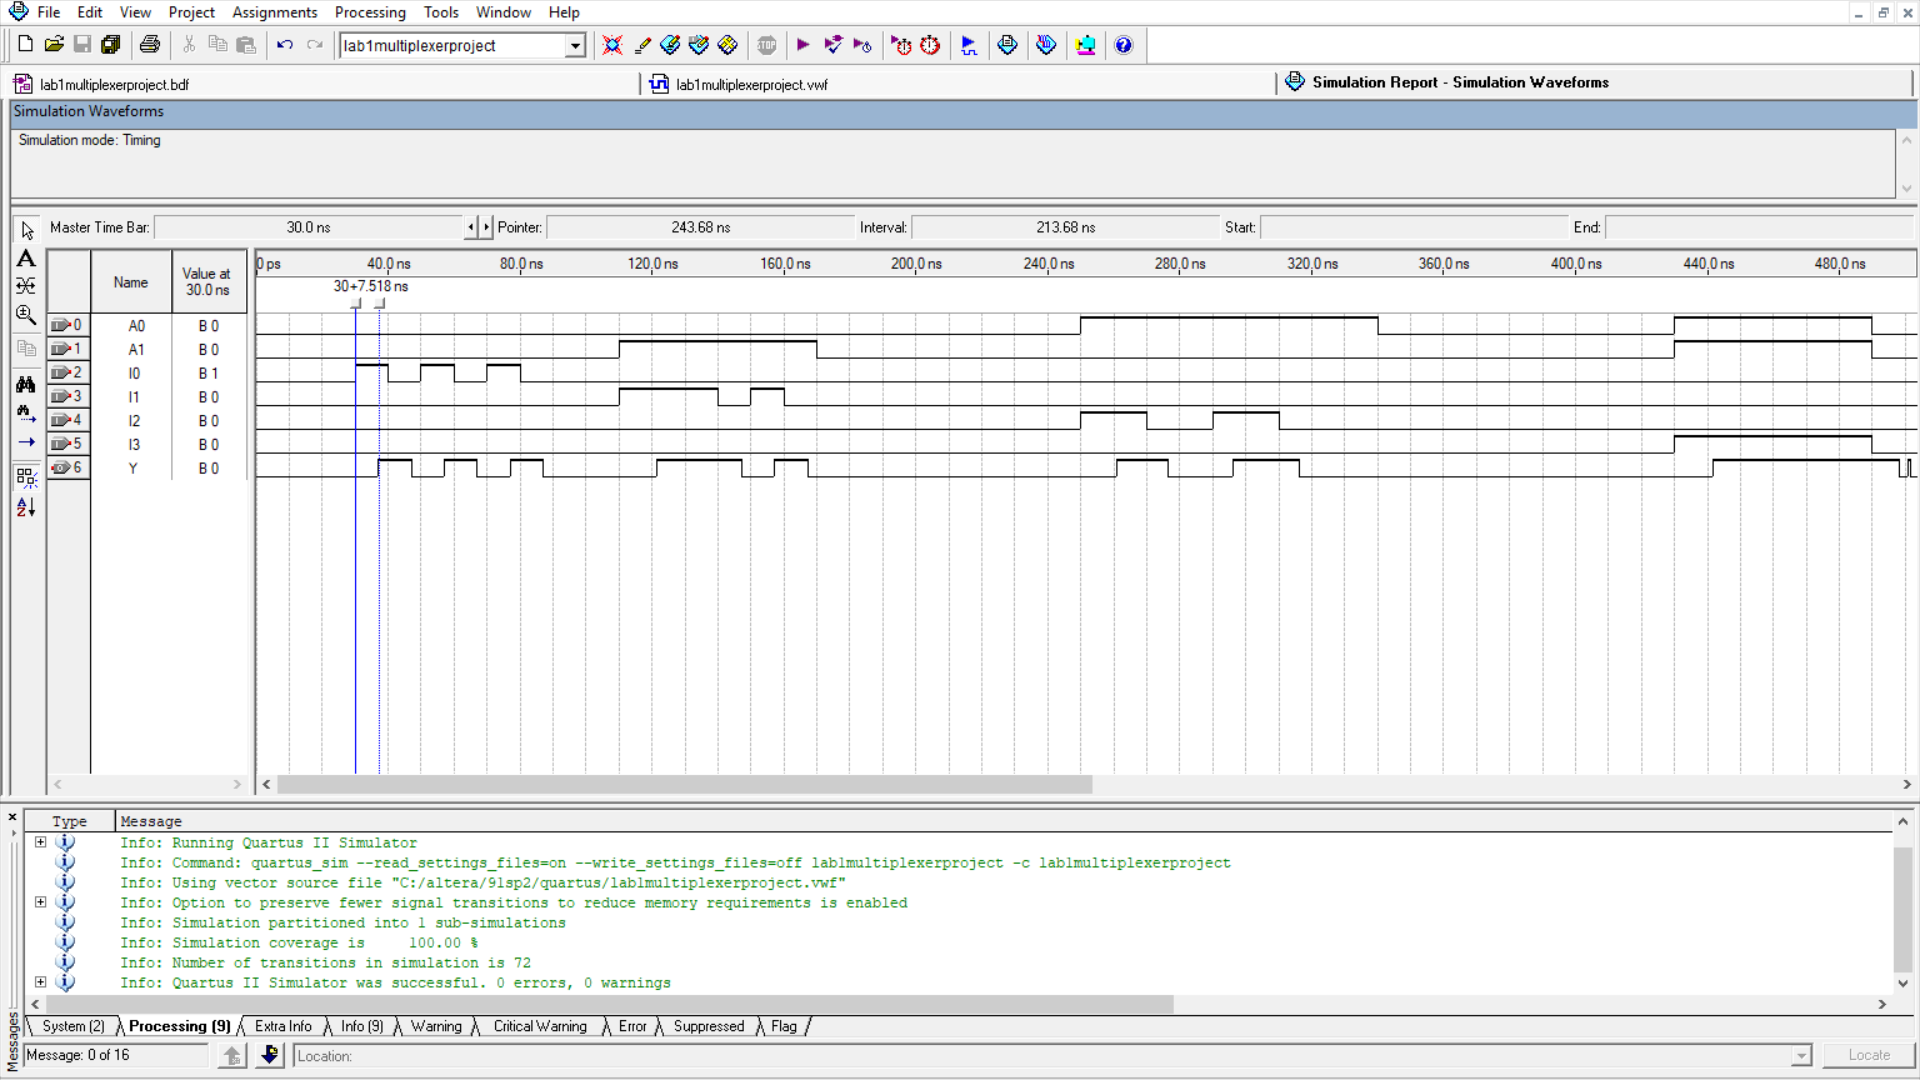 File Edit View Project Assignments Processing Tools Window Help
lab1multiplexerproject
STOP
lab1multiplexerproject.bdf lab1multiplexerproject.vwf Simulation Report - Simulation Waveforms
Simulation Waveforms
Simulation mode: Timing
Master Time Bar: 30.0 ns Pointer: 243.68 ns Interval: 213.68 ns Start: End:
Name Value at 30.0 ns
0 ps 40.0 ns 80.0 ns 120.0 ns 160.0 ns 200.0 ns 240.0 ns 280.0 ns 320.0 ns 360.0 ns 400.0 ns 440.0 ns 480.0 ns
30+7.518 ns
0 A0 B 0
1 A1 B 0
2 I0 B 1
3 I1 B 0
4 I2 B 0
5 I3 B 0
6 Y B 0
Type Message
Info: Running Quartus II Simulator
Info: Command: quartus_sim --read_settings_files=on --write_settings_files=off lab1multiplexerproject -c lab1multiplexerproject
Info: Using vector source file "C:/altera/91sp2/quartus/lab1multiplexerproject.vwf"
Info: Option to preserve fewer signal transitions to reduce memory requirements is enabled
Info: Simulation partitioned into 1 sub-simulations
Info: Simulation coverage is 100.00 %
Info: Number of transitions in simulation is 72
Info: Quartus II Simulator was successful. 0 errors, 0 warnings
System (2) Processing (9) Extra Info Info (9) Warning Critical Warning Error Suppressed Flag
Messages
Message: 0 of 16 Location: Locate